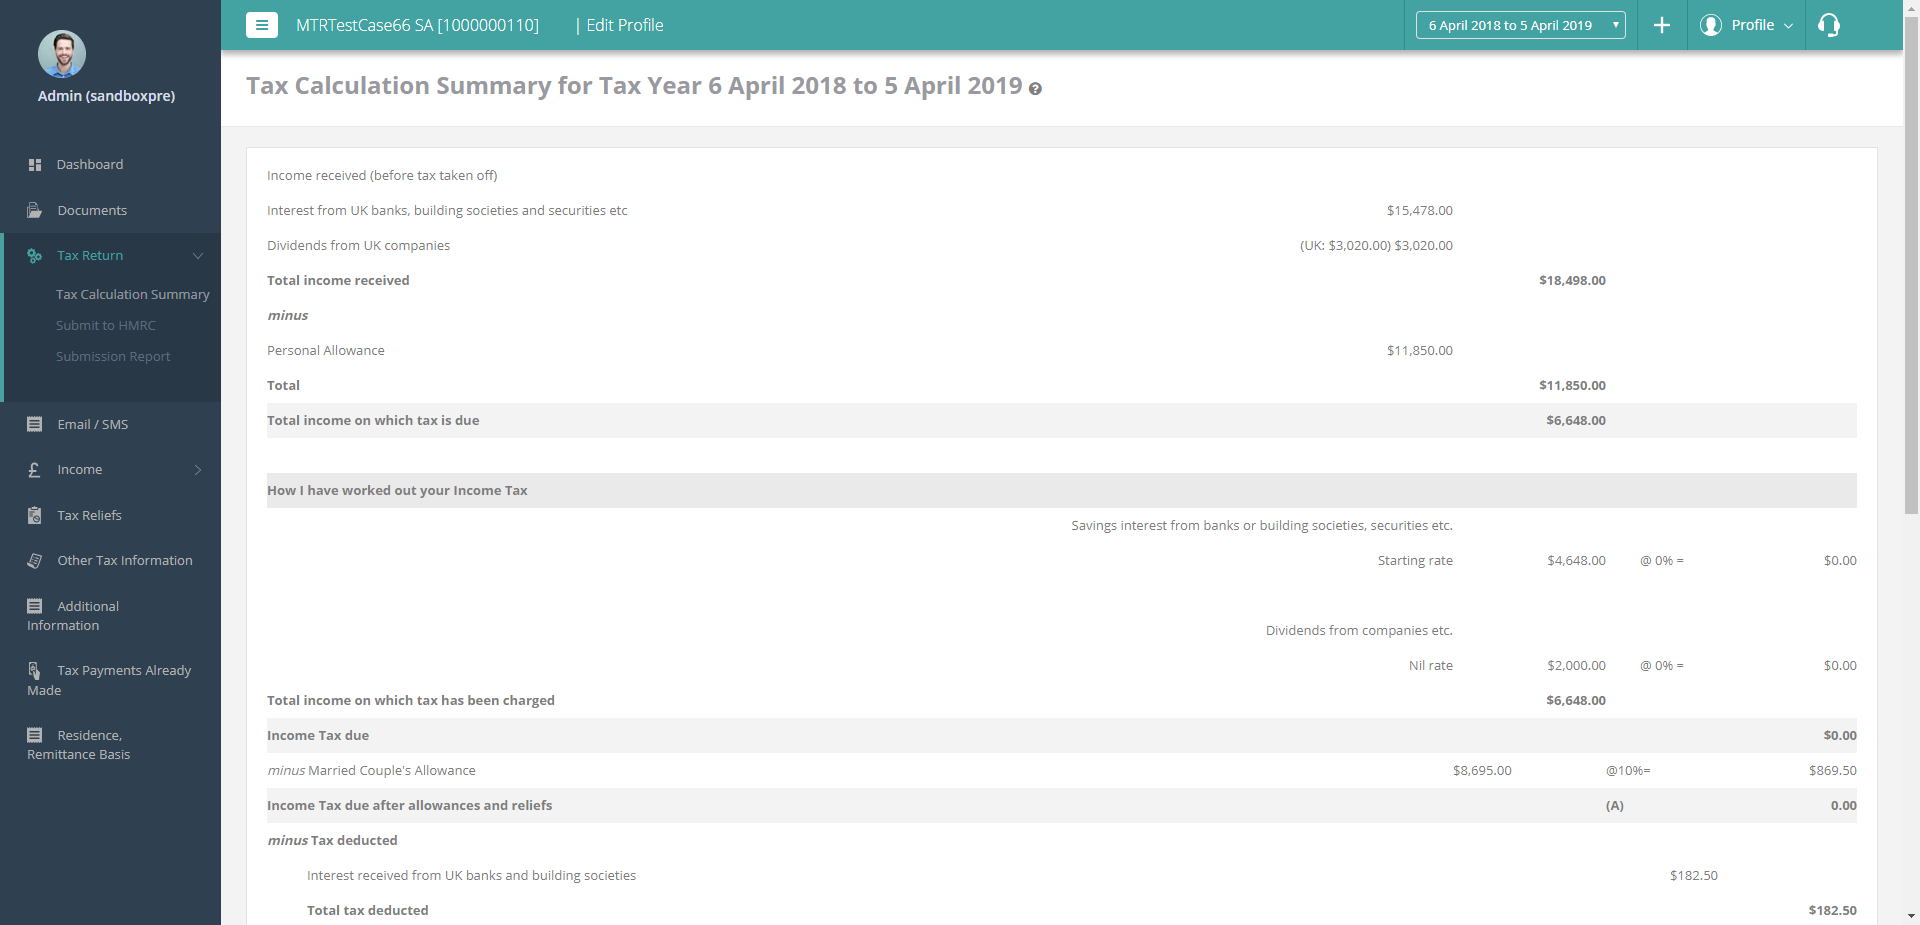 MTRTestCase66 SA [1000000110] | Edit Profile 6 April 2018 to 5 April 2019 Profile
Admin (sandboxpre)
Dashboard
Documents
Tax Return
Tax Calculation Summary
Submit to HMRC
Submission Report
Email / SMS
Income
Tax Reliefs
Other Tax Information
Additional
Information
Tax Payments Already
Made
Residence,
Remittance Basis
Tax Calculation Summary for Tax Year 6 April 2018 to 5 April 2019
Income received (before tax taken off)
Interest from UK banks, building societies and securities etc $15,478.00
Dividends from UK companies (UK: $3,020.00) $3,020.00
Total income received $18,498.00
minus
Personal Allowance $11,850.00
Total $11,850.00
Total income on which tax is due $6,648.00
How I have worked out your Income Tax
Savings interest from banks or building societies, securities etc.
Starting rate $4,648.00 @ 0% = $0.00
Dividends from companies etc.
Nil rate $2,000.00 @ 0% = $0.00
Total income on which tax has been charged $6,648.00
Income Tax due $0.00
minus Married Couple's Allowance $8,695.00 @10%= $869.50
Income Tax due after allowances and reliefs (A) 0.00
minus Tax deducted
Interest received from UK banks and building societies $182.50
Total tax deducted $182.50